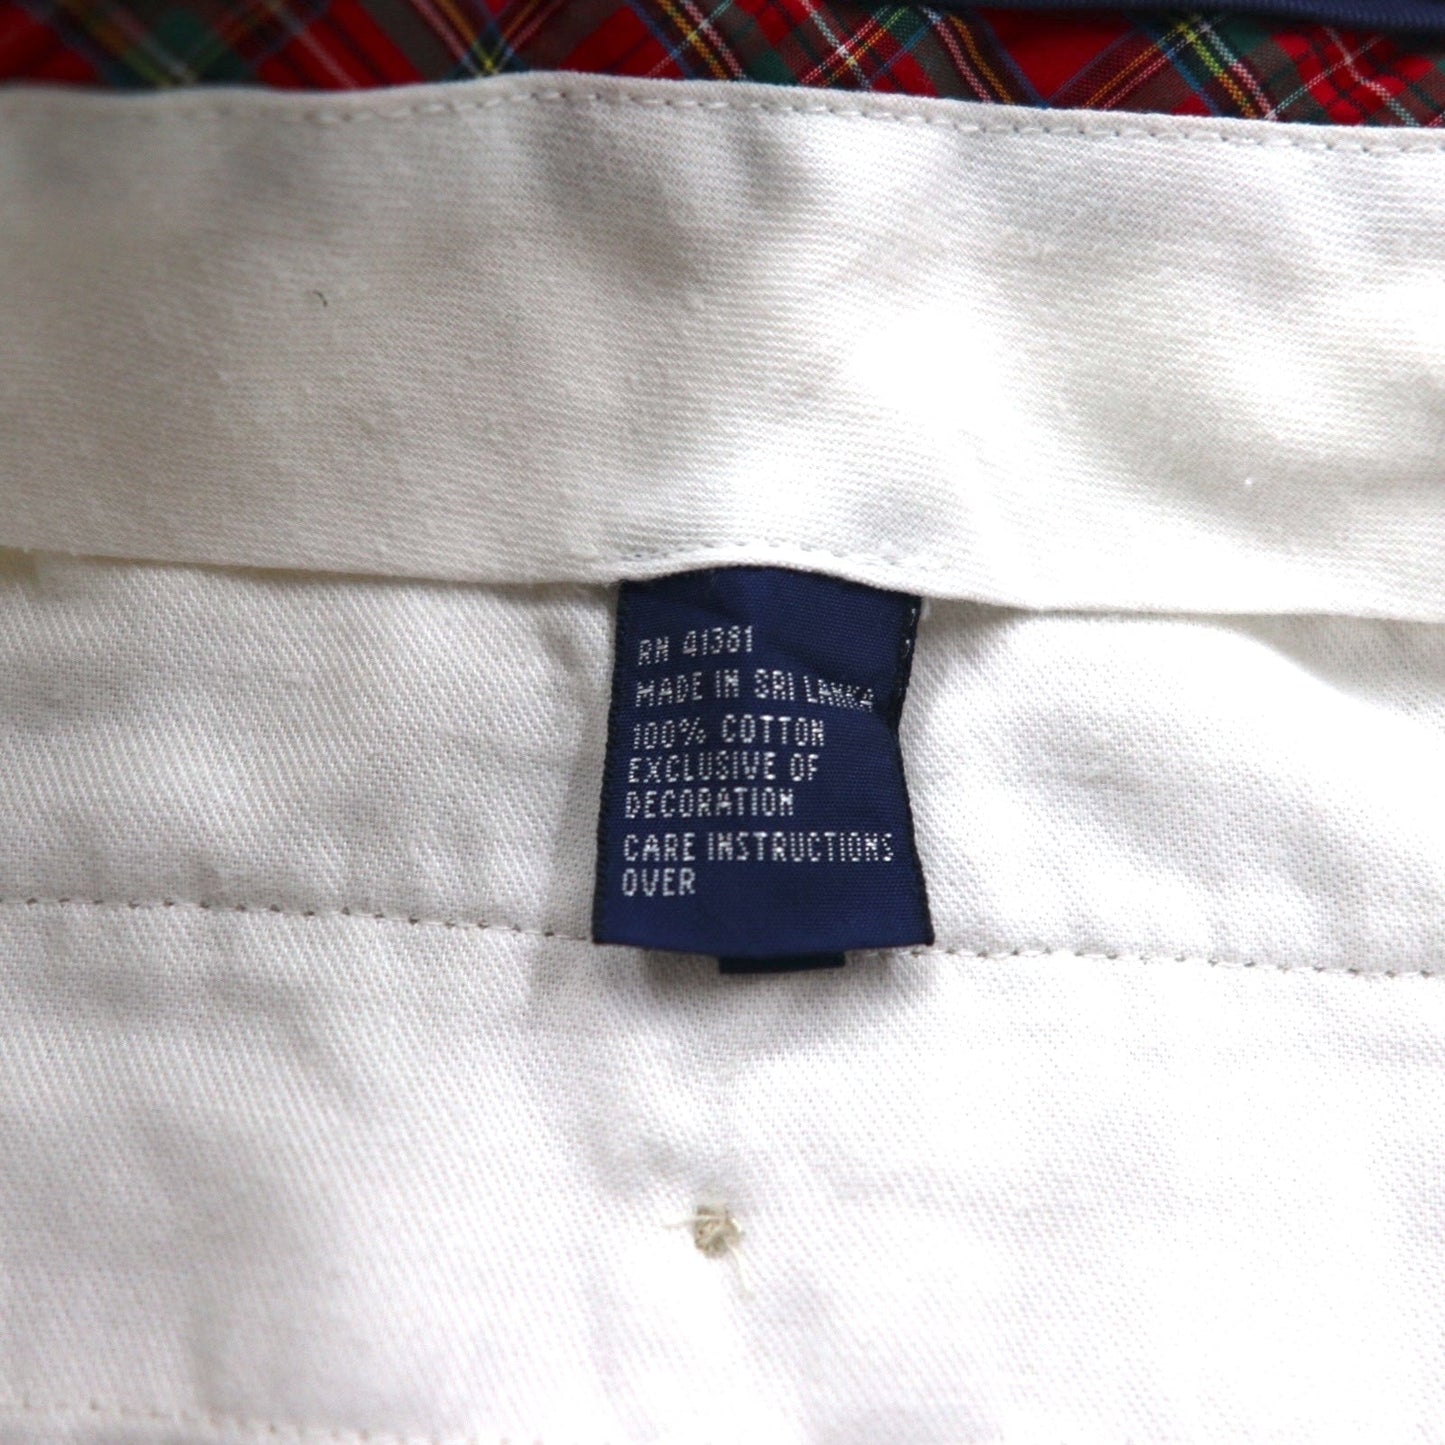 RN 41381
MADE IN SRI LANKA
100% COTTON
EXCLUSIVE OF
DECORATION
CARE INSTRUCTIONS
OVER